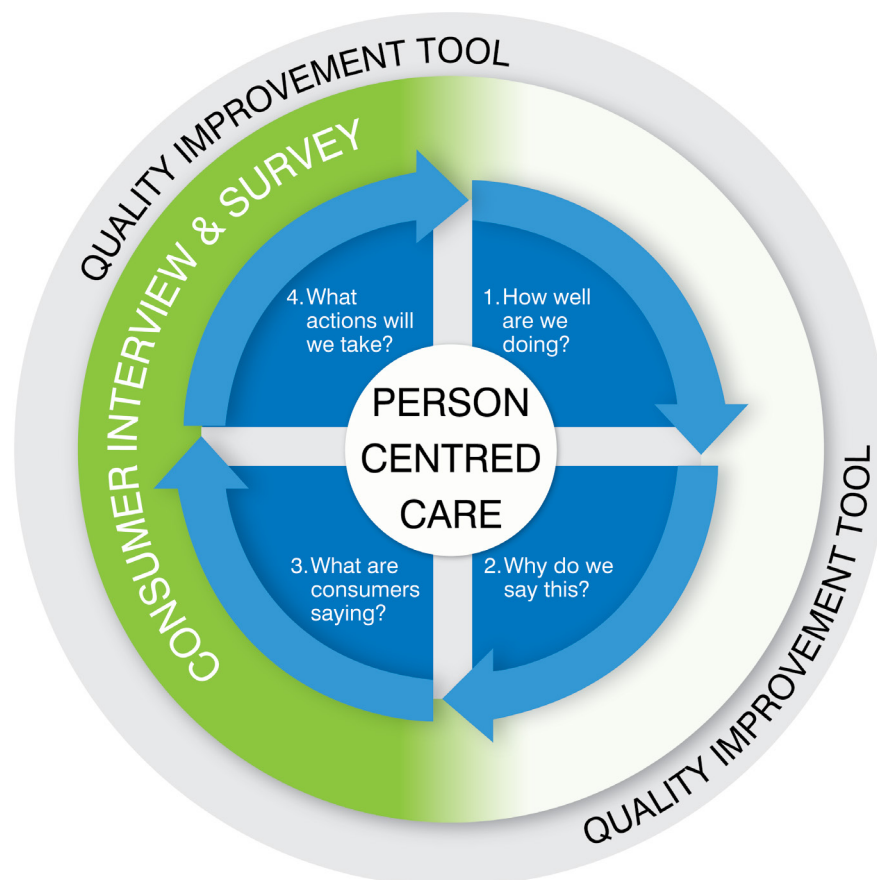 QUALITY IMPROVEMENT TOOL
CONSUMER INTERVIEW & SURVEY
4. What
actions will
we take?
1. How well
are we
doing?
PERSON
CENTRED
CARE
3. What are
consumers
saying?
2. Why do we
say this?
QUALITY IMPROVEMENT TOOL